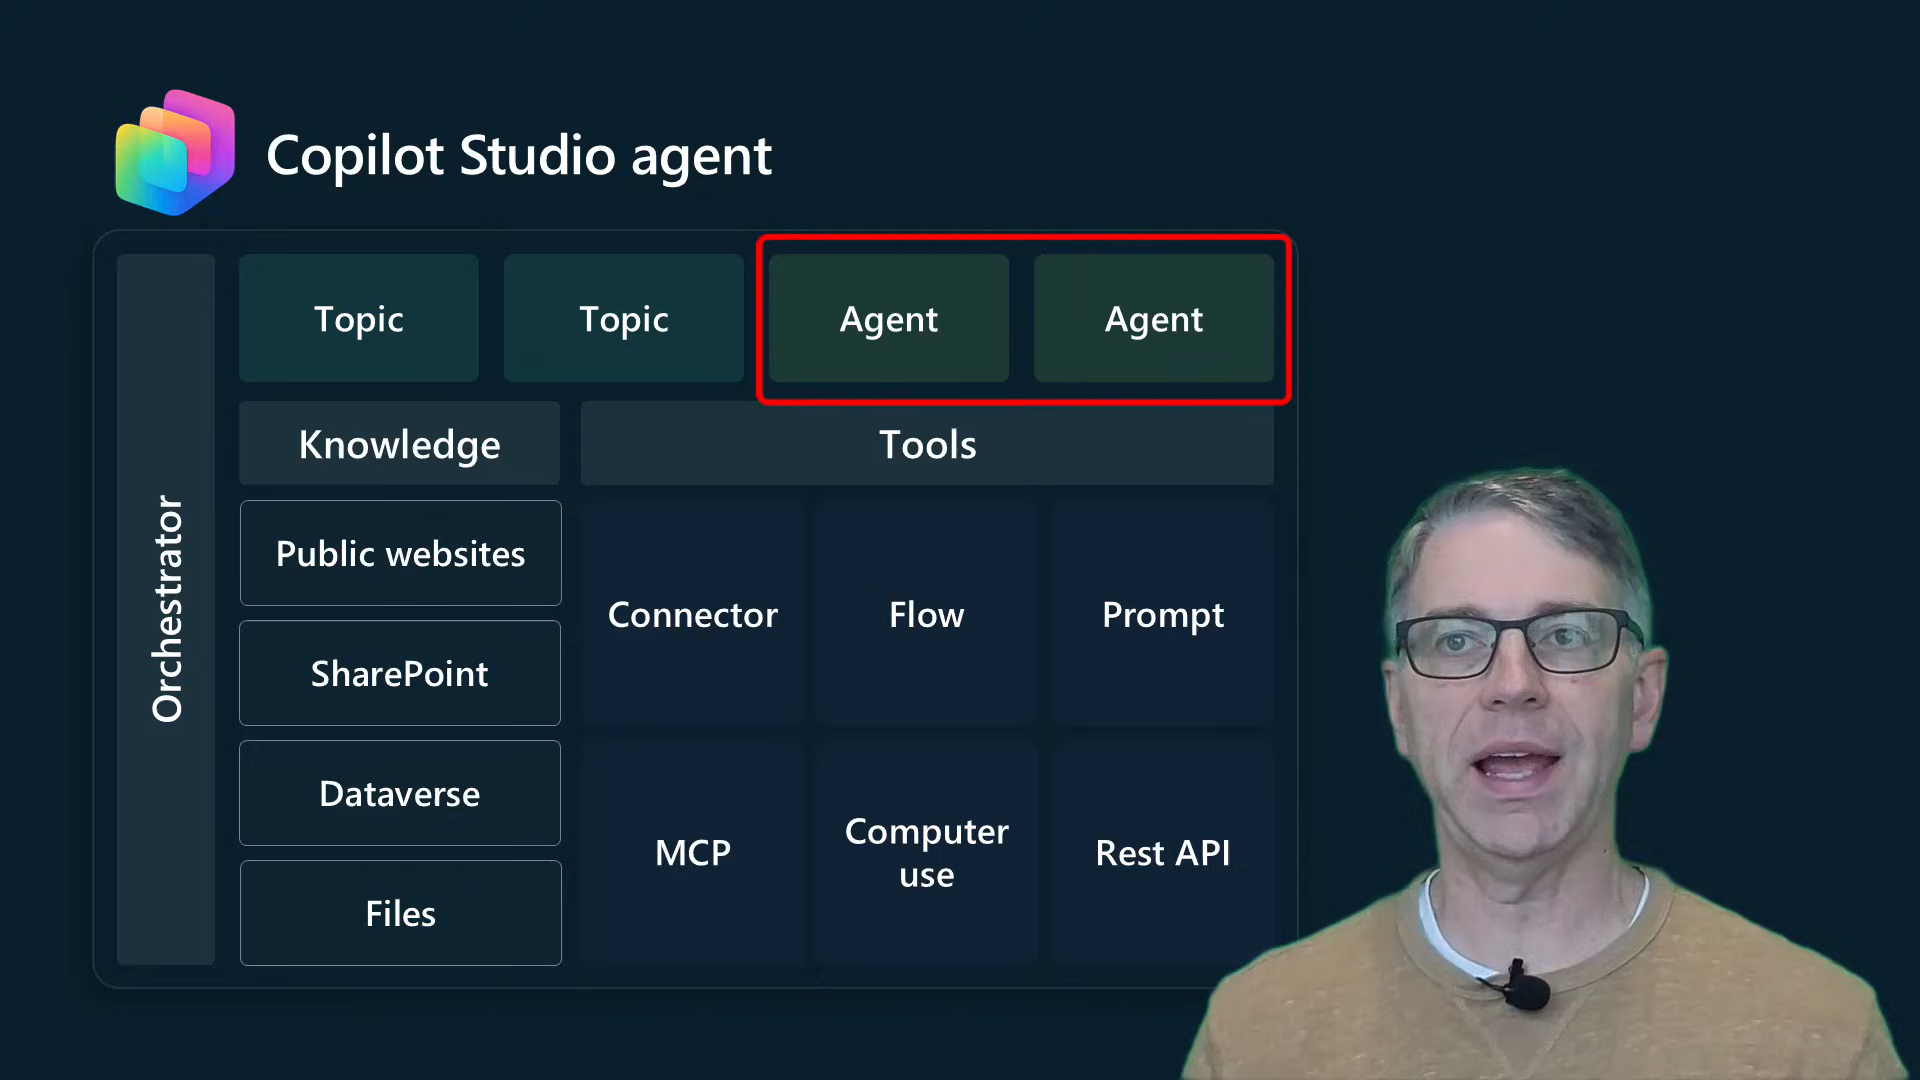 Copilot Studio agent
Orchestrator
Topic
Topic
Agent
Agent
Knowledge
Tools
Public websites
SharePoint
Dataverse
Files
Connector
Flow
Prompt
MCP
Computer
use
Rest API